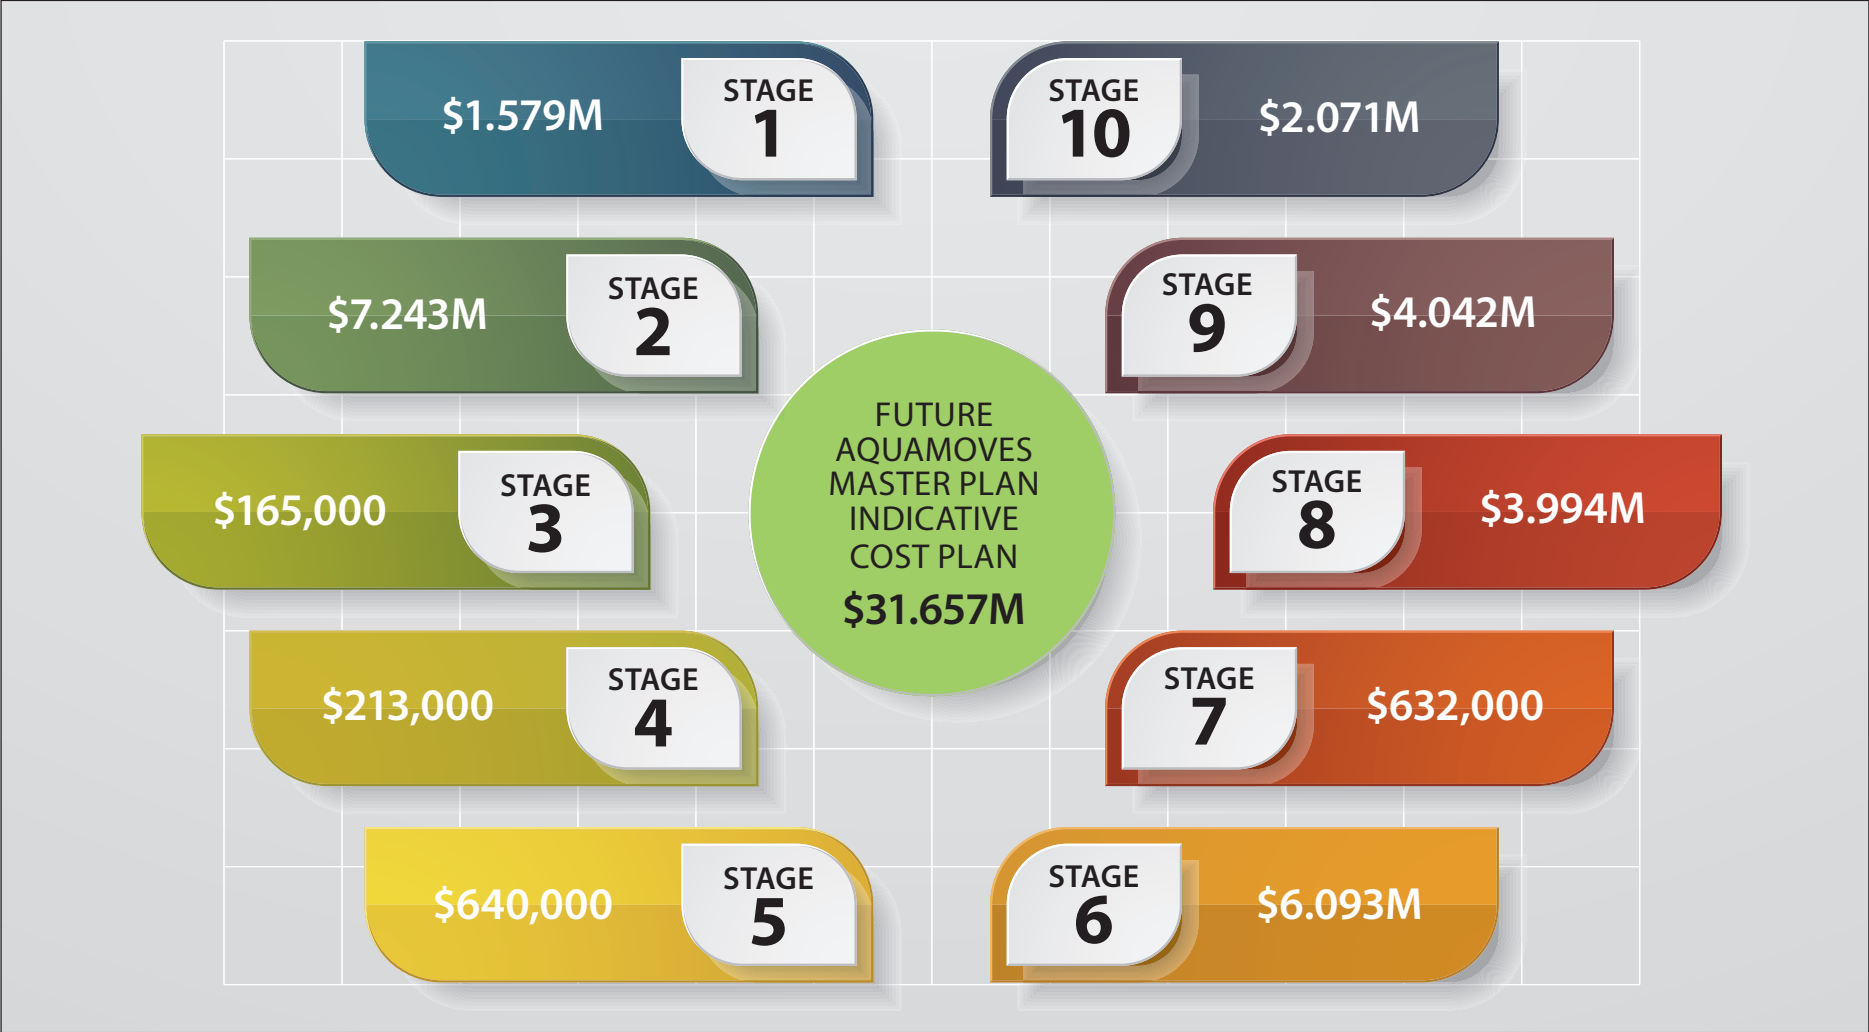 $1.579M
STAGE
1
$7.243M
STAGE
2
$165,000
STAGE
3
$213,000
STAGE
4
$640,000
STAGE
5
FUTURE
AQUAMOVES
MASTER PLAN
INDICATIVE
COST PLAN
$31.657M
STAGE
10
$2.071M
STAGE
9
$4.042M
STAGE
8
$3.994M
STAGE
7
$632,000
STAGE
6
$6.093M